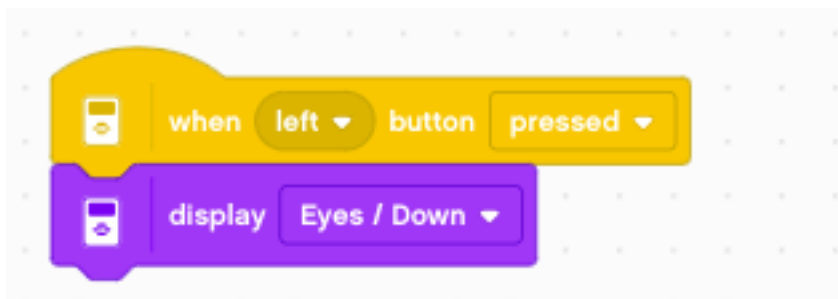 when left button pressed
display Eyes / Down